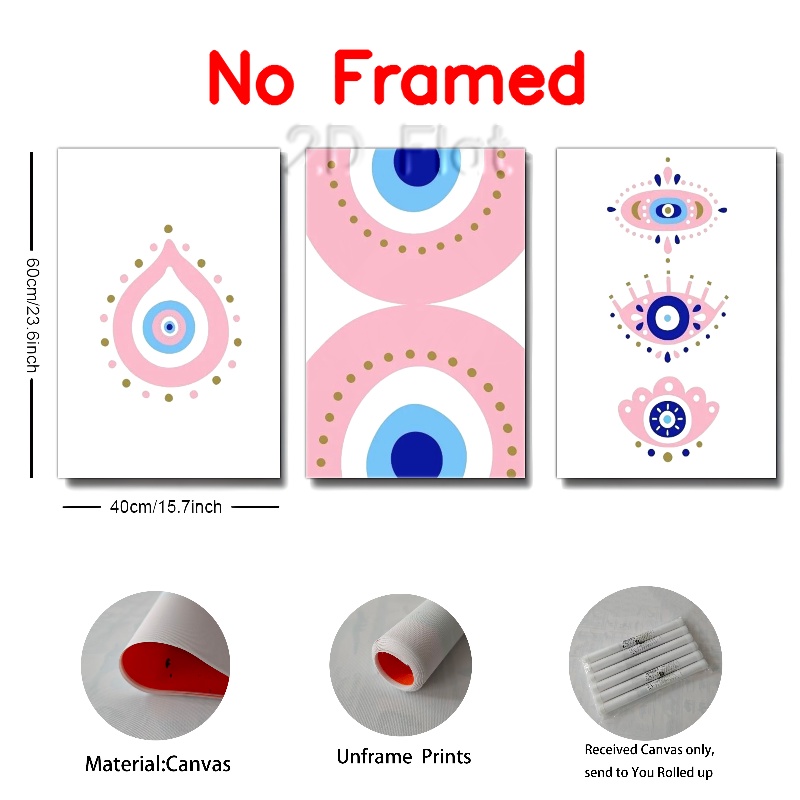 No Framed
2D Flat
60cm/23.6inch
40cm/15.7inch
Material:Canvas
Unframe Prints
Received Canvas only,
send to You Rolled up